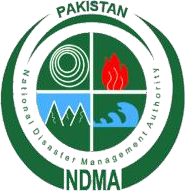 PAKISTAN
National Disaster Management Authority
NDMA